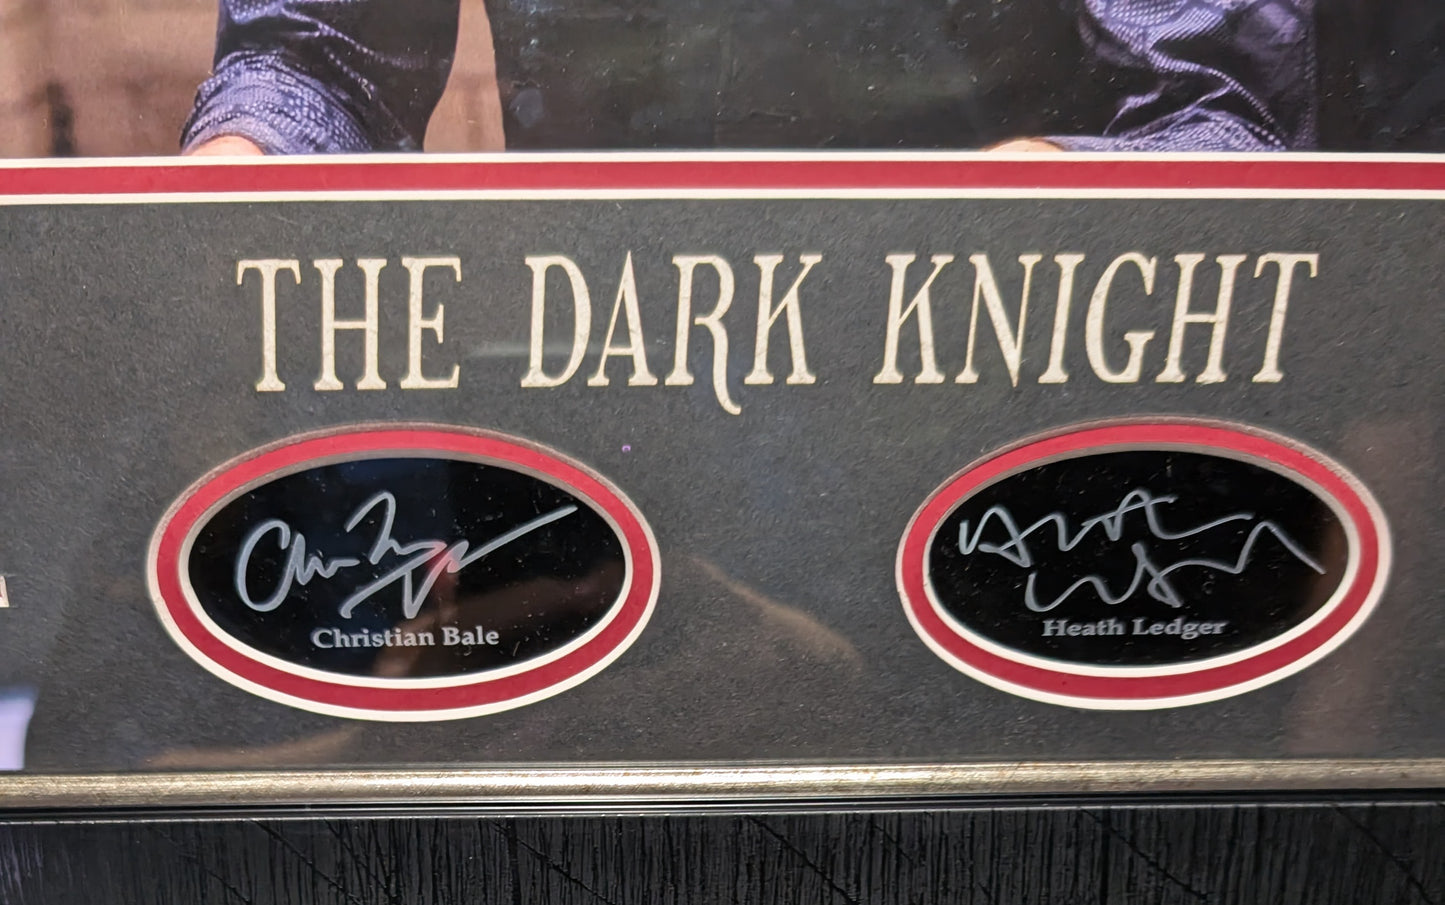 THE DARK KNIGHT
Christian Bale
Heath Ledger